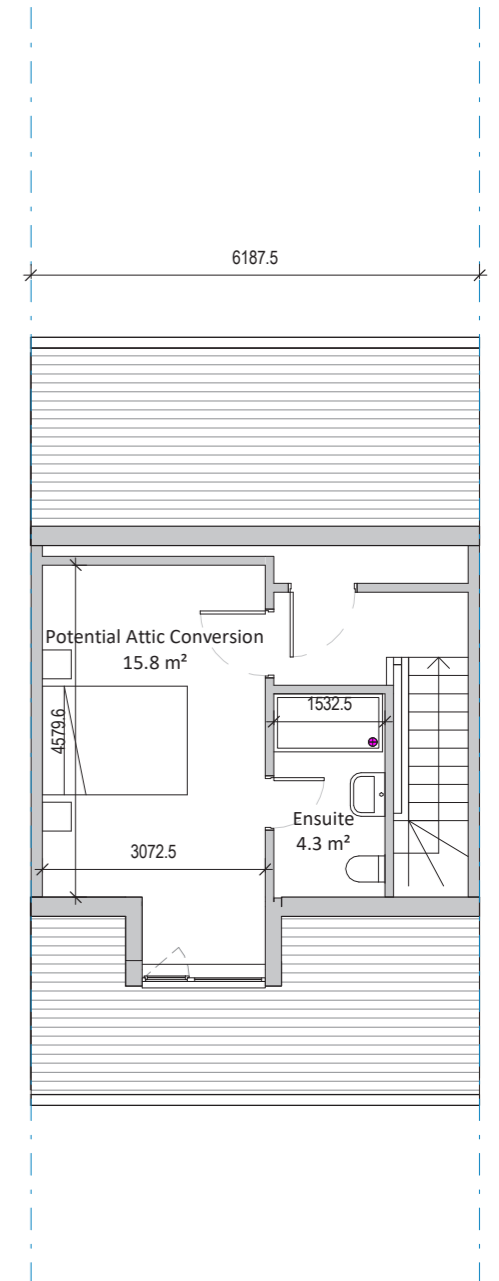 6187.5
Potential Attic Conversion
15.8 m²
1532.5
4579.6
Ensuite
4.3 m²
3072.5